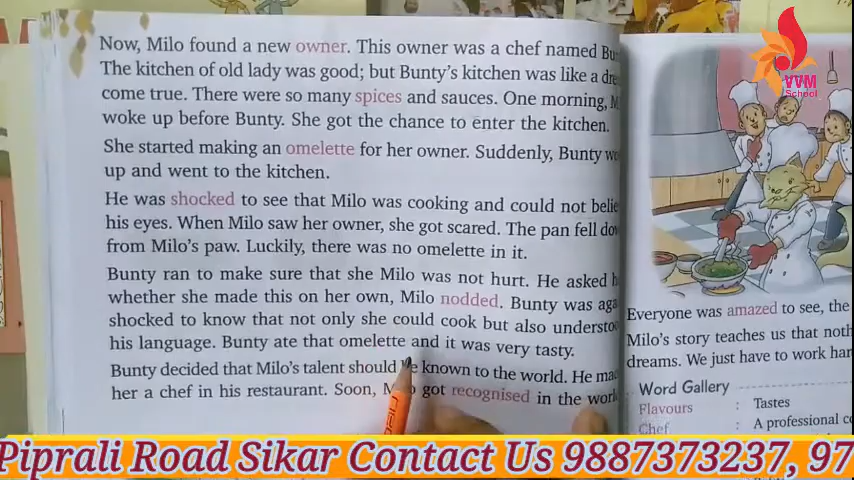 Now, Milo found a new owner. This owner was a chef named
The kitchen of old lady was good; but Bunty's kitchen was like a
come true. There were so many spices and sauces. One morning,
woke up before Bunty. She got the chance to enter the kitchen.
She started making an omelette for her owner. Suddenly, Bunty
up and went to the kitchen.
He was shocked to see that Milo was cooking and could not
his eyes. When Milo saw her owner, she got scared. The pan fell
from Milo's paw. Luckily, there was no omelette in it.
Bunty ran to make sure that she Milo was not hurt. He asked
whether she made this on her own, Milo nodded. Bunty was
shocked to know that not only she could cook but also
his language. Bunty ate that omelette and it was very tasty.
Bunty decided that Milo's talent should be known to the world. He
her a chef in his restaurant. Soon, got recognised in the
Everyone was amazed to see, the
Milo's story teaches us that
dreams. We just have to work
Word Gallery
Flavours : Tastes
Chef : A professional
VVM
School
Piprali Road Sikar Contact Us 9887373237, 97